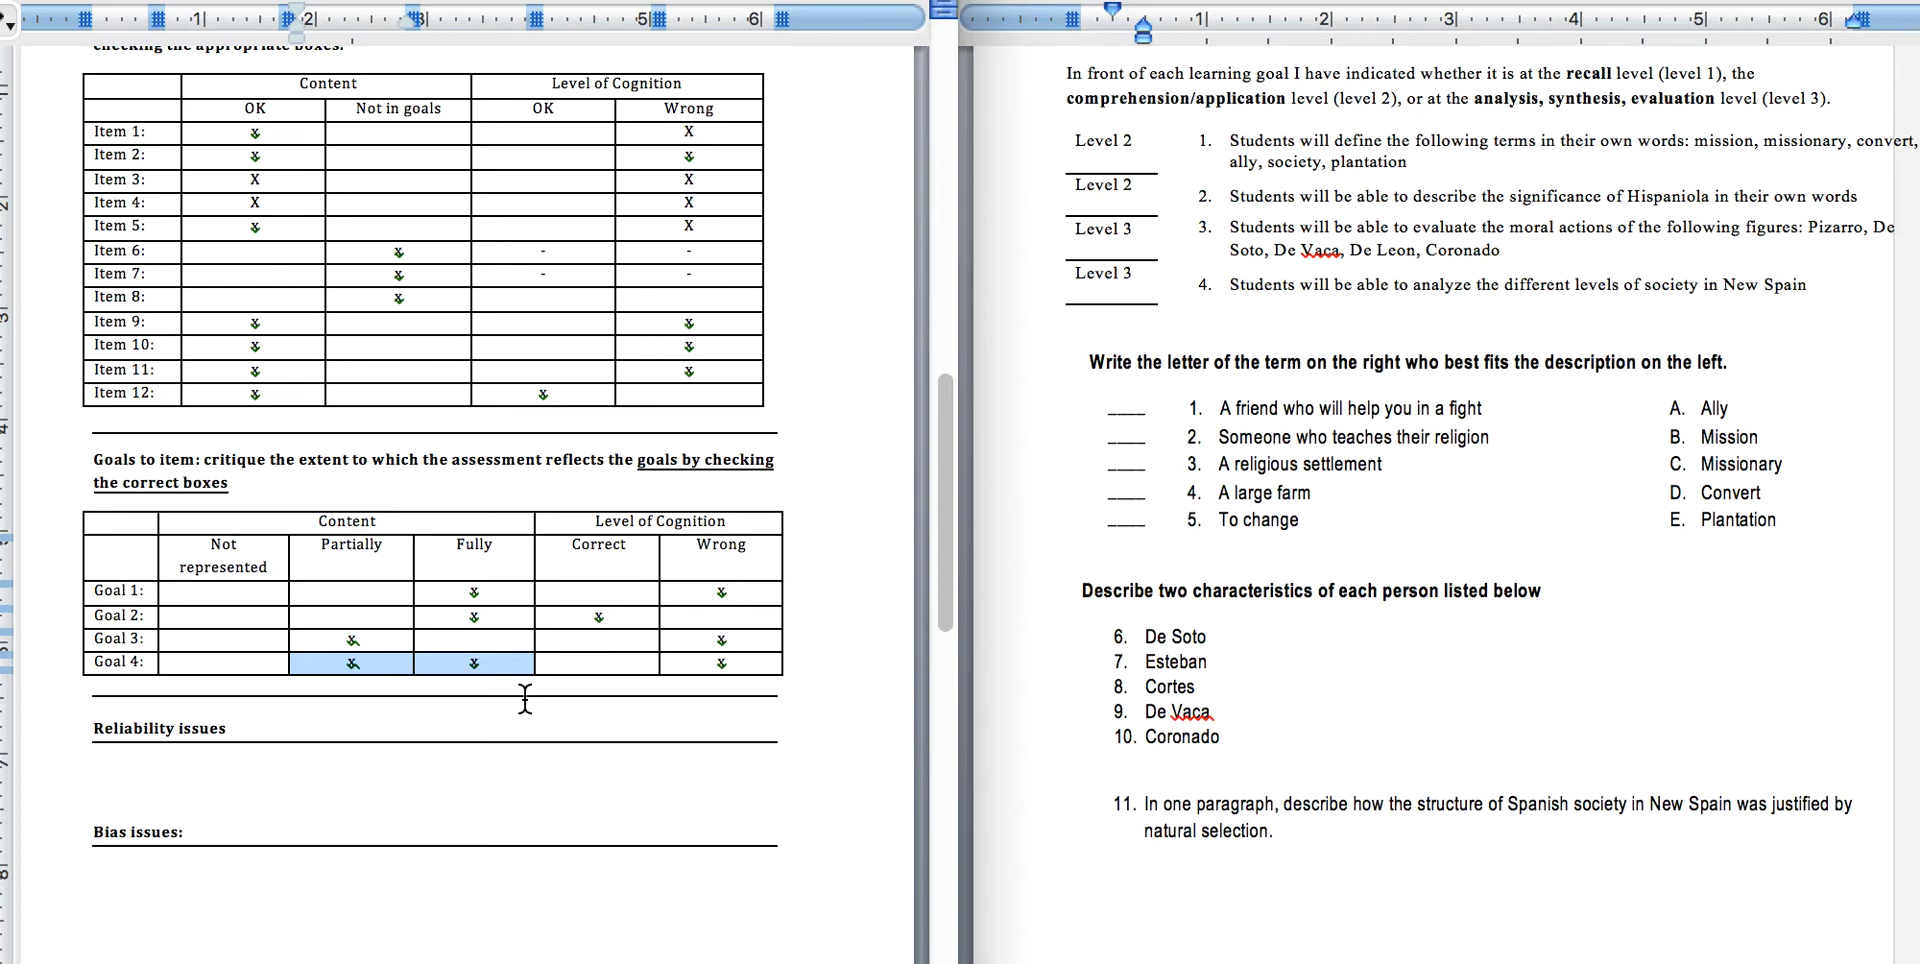 checking the appropriate boxes.
Content Level of Cognition
OK Not in goals OK Wrong
Item 1: x X
Item 2: x x
Item 3: X X
Item 4: X X
Item 5: x X
Item 6: x - -
Item 7: x - -
Item 8: x
Item 9: x x
Item 10: x x
Item 11: x x
Item 12: x x
Goals to item: critique the extent to which the assessment reflects the goals by checking
the correct boxes
Content Level of Cognition
Not Partially Fully Correct Wrong
represented
Goal 1: x x
Goal 2: x x
Goal 3: x x
Goal 4: x x x
Reliability issues
Bias issues:
In front of each learning goal I have indicated whether it is at the recall level (level 1), the
comprehension/application level (level 2), or at the analysis, synthesis, evaluation level (level 3).
Level 2 1. Students will define the following terms in their own words: mission, missionary, convert,
ally, society, plantation
Level 2 2. Students will be able to describe the significance of Hispaniola in their own words
Level 3 3. Students will be able to evaluate the moral actions of the following figures: Pizarro, De
Soto, De Vaca, De Leon, Coronado
Level 3 4. Students will be able to analyze the different levels of society in New Spain
Write the letter of the term on the right who best fits the description on the left.
____ 1. A friend who will help you in a fight A. Ally
____ 2. Someone who teaches their religion B. Mission
____ 3. A religious settlement C. Missionary
____ 4. A large farm D. Convert
____ 5. To change E. Plantation
Describe two characteristics of each person listed below
6. De Soto
7. Esteban
8. Cortes
9. De Vaca
10. Coronado
11. In one paragraph, describe how the structure of Spanish society in New Spain was justified by
natural selection.